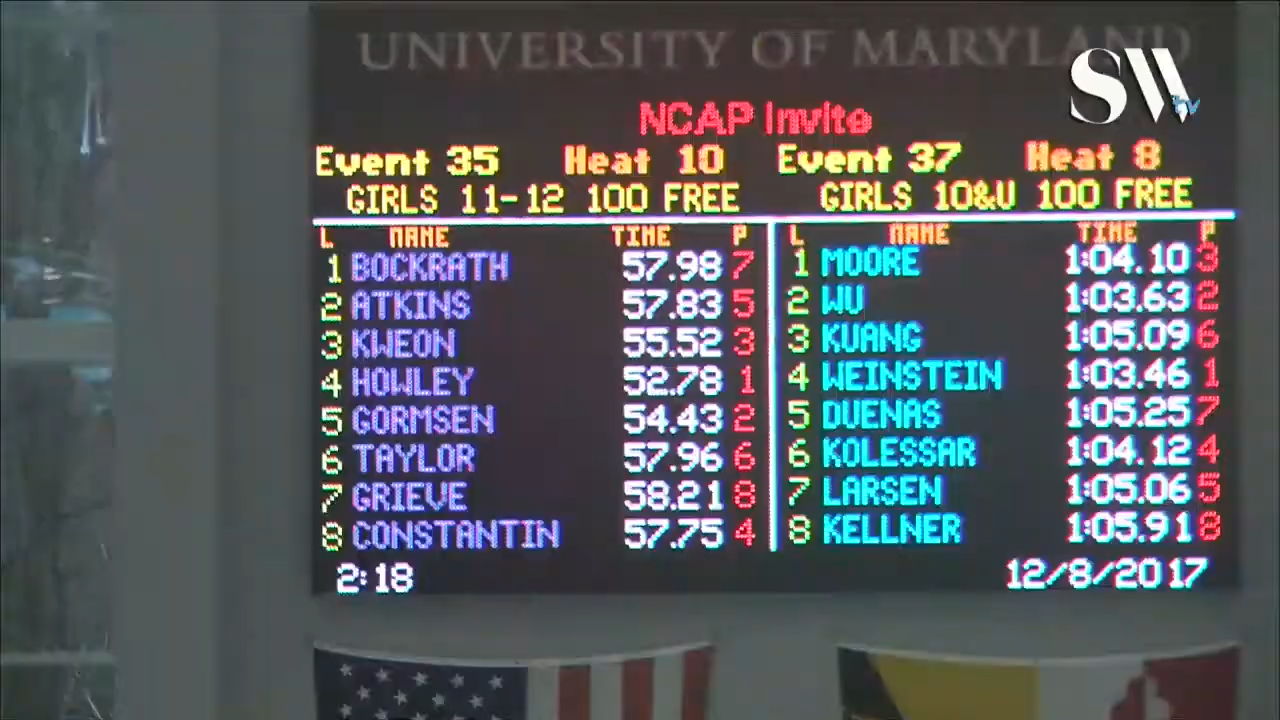 UNIVERSITY OF MARYLAND
SW
tv
NCAP Invite
Event 35 Heat 10 Event 37 Heat 8
GIRLS 11-12 100 FREE GIRLS 10&U 100 FREE
L NAME TIME P L NAME TIME P
1 BOCKRATH 57.98 7 1 MOORE 1:04.10 3
2 ATKINS 57.83 5 2 WU 1:03.63 2
3 KWEON 55.52 3 3 KUANG 1:05.09 6
4 HOWLEY 52.78 1 4 WEINSTEIN 1:03.46 1
5 GORMSEN 54.43 2 5 DUENAS 1:05.25 7
6 TAYLOR 57.96 6 6 KOLESSAR 1:04.12 4
7 GRIEVE 58.21 8 7 LARSEN 1:05.06 5
8 CONSTANTIN 57.75 4 8 KELLNER 1:05.91 8
2:18 12/8/2017